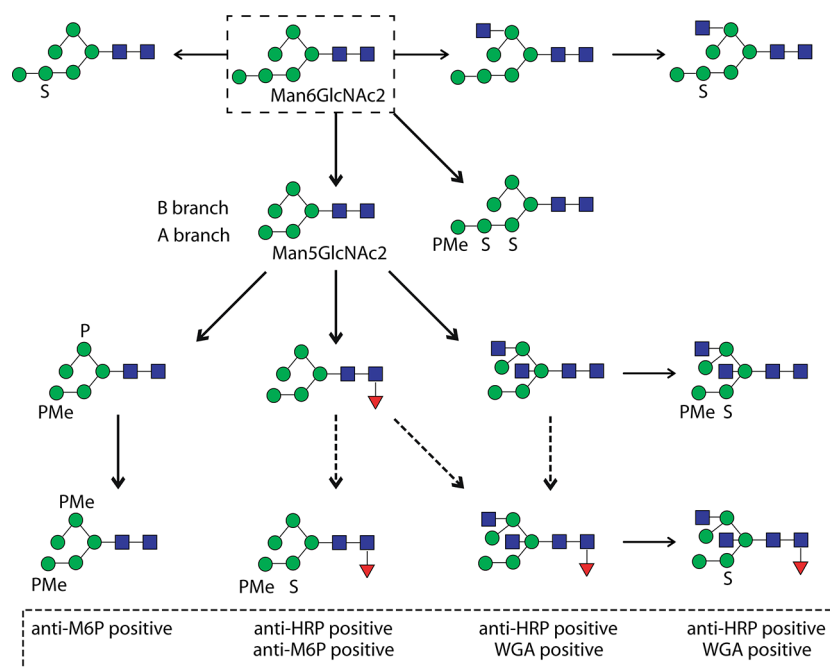 S
Man6GlcNAc2
S
B branch
A branch
PMe S S
Man5GlcNAc2
P
PMe
PMe S
PMe
PMe
PMe S
S
anti-M6P positive
anti-HRP positive
anti-M6P positive
anti-HRP positive
WGA positive
anti-HRP positive
WGA positive